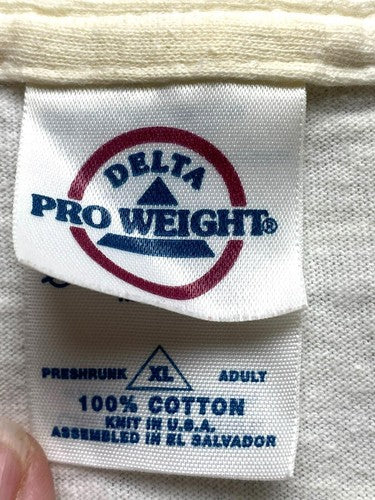 DELTA
PRO WEIGHT®
PRESHRUNK XL ADULT
100% COTTON
KNIT IN U.S.A.
ASSEMBLED IN EL SALVADOR